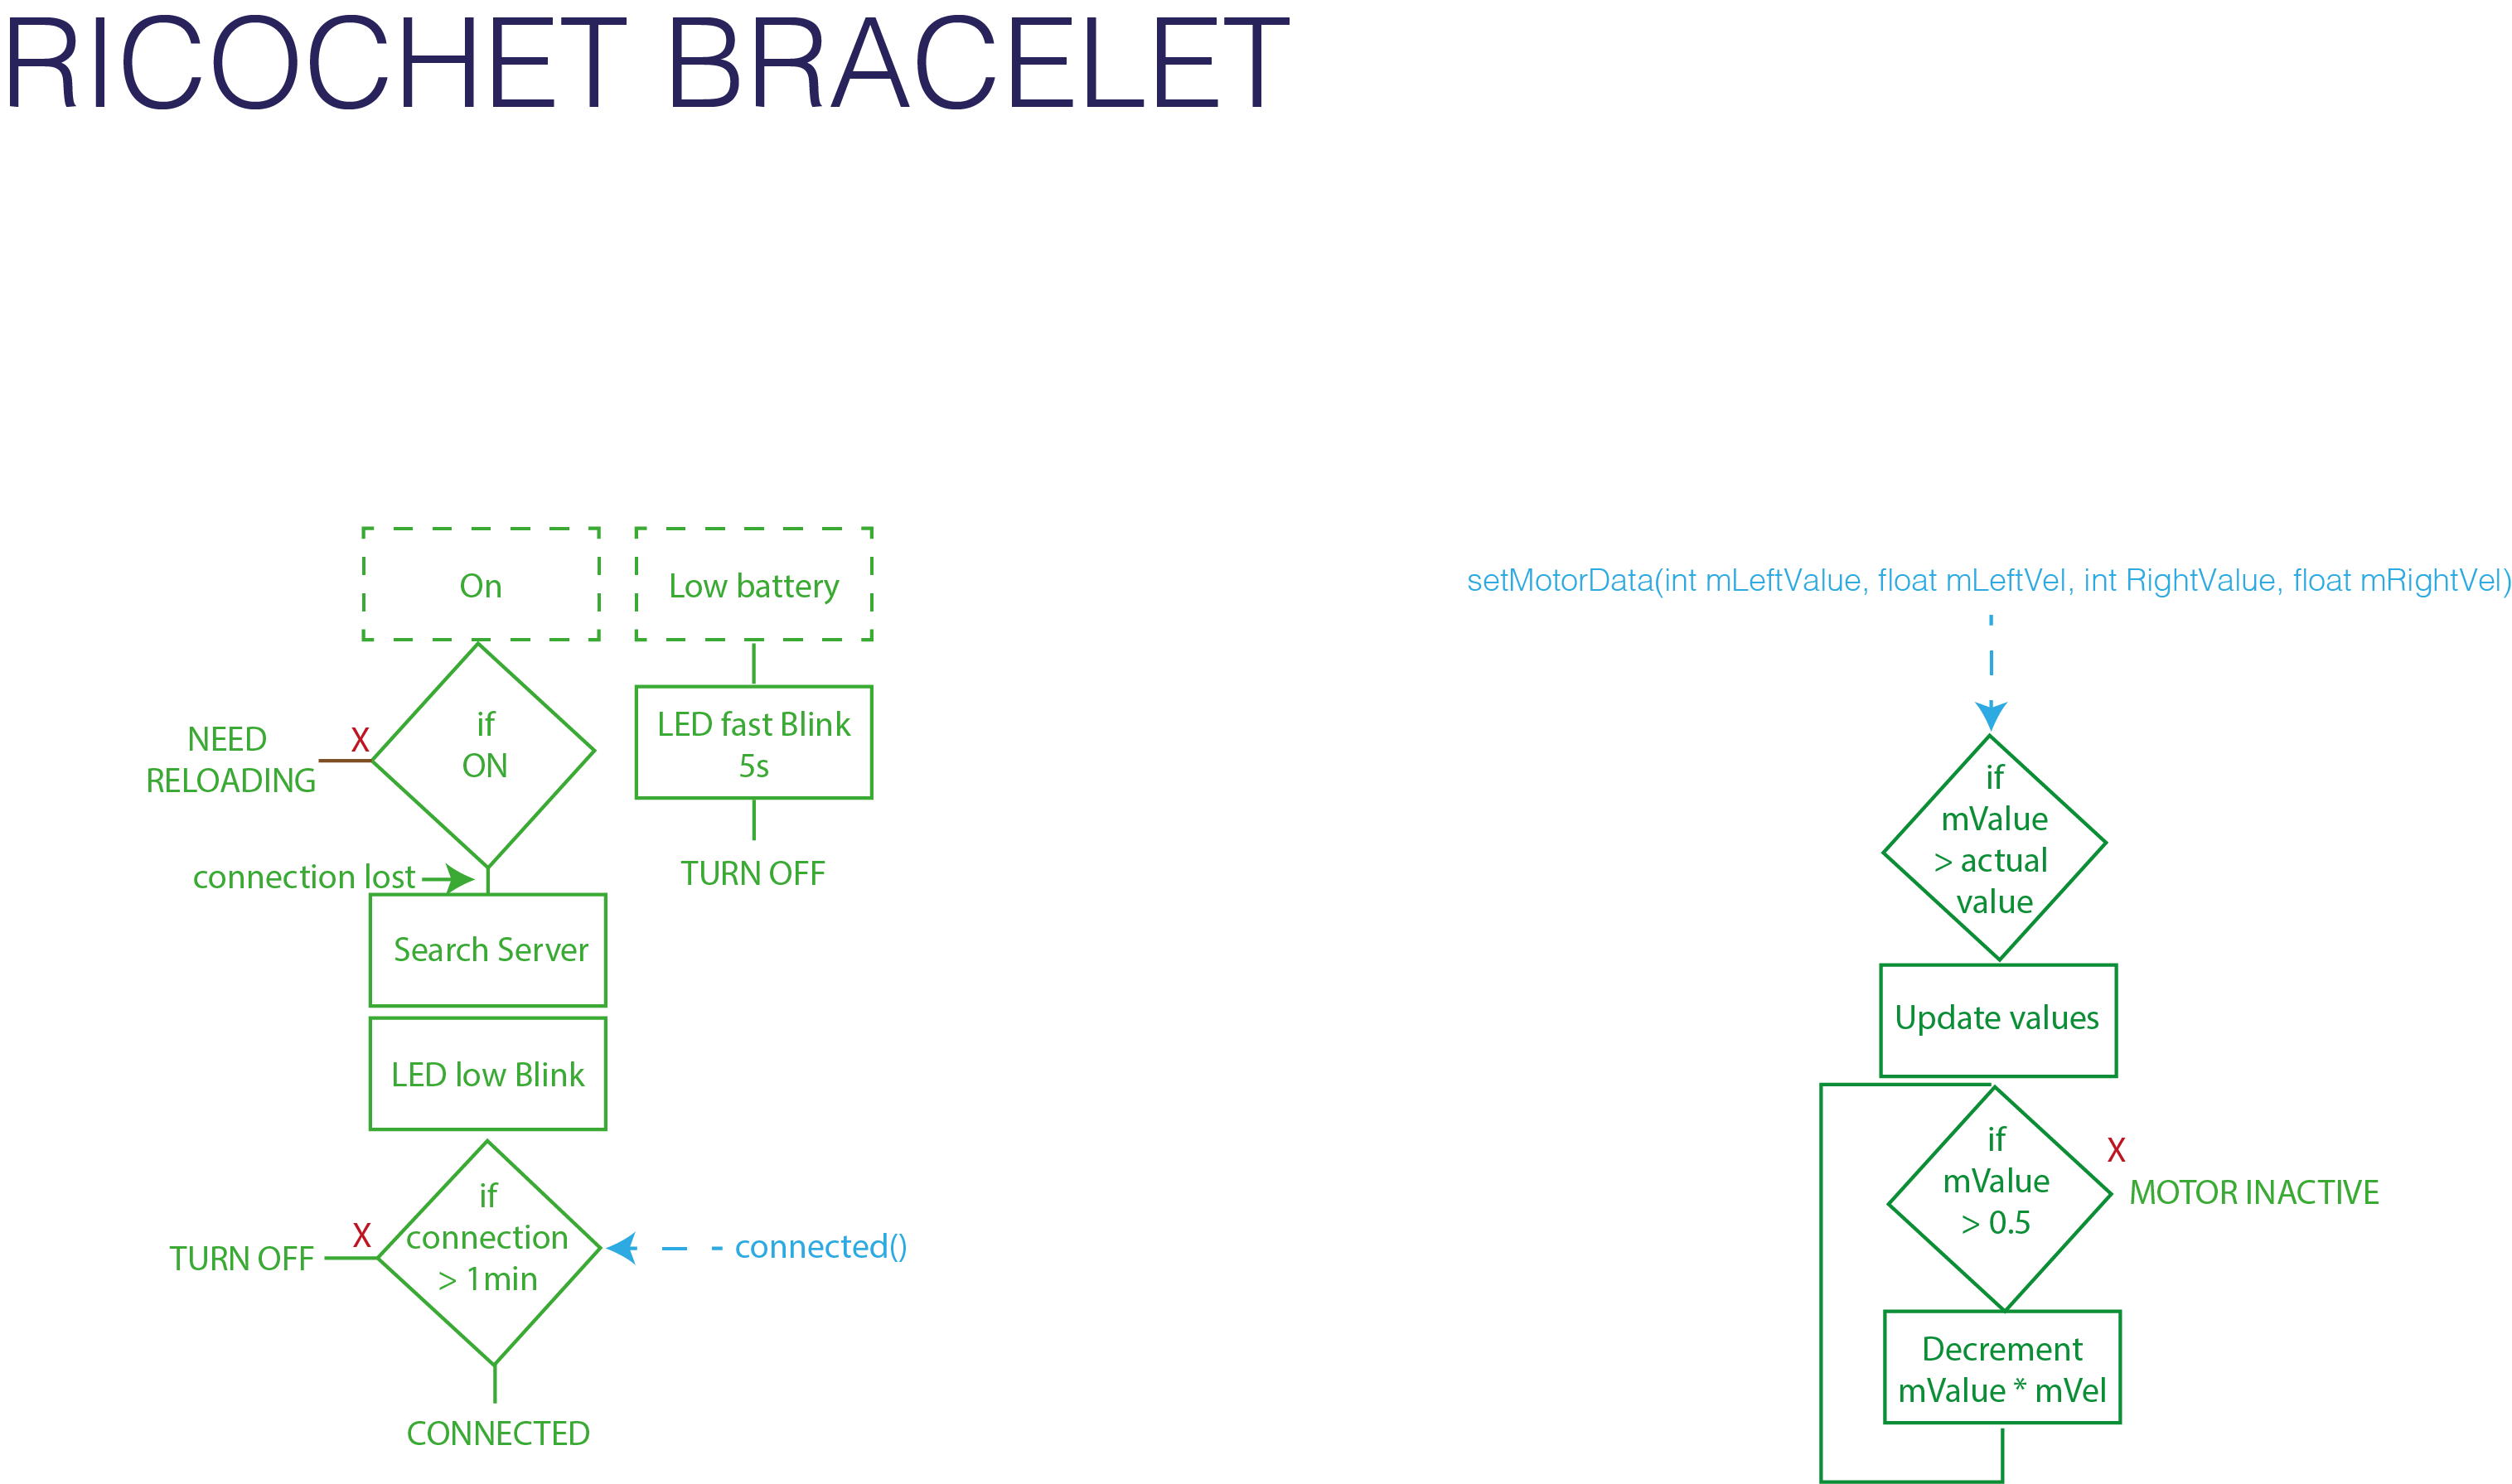 RICOCHET BRACELET
On
Low battery
if
ON
X
NEED
RELOADING
LED fast Blink
5s
TURN OFF
connection lost
Search Server
LED low Blink
if
connection
> 1min
X
TURN OFF
connected()
CONNECTED
setMotorData(int mLeftValue, float mLeftVel, int RightValue, float mRightVel)
if
mValue
> actual
value
Update values
if
mValue
> 0.5
X
MOTOR INACTIVE
Decrement
mValue * mVel